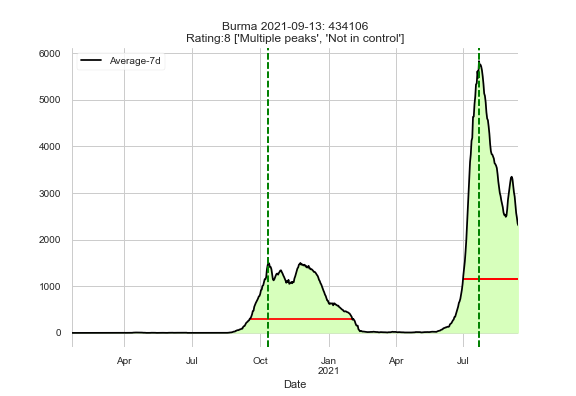 Burma 2021-09-13: 434106
Rating:8 ['Multiple peaks', 'Not in control']
Average-7d
6000
5000
4000
3000
2000
1000
0
Apr
Jul
Oct
Jan
2021
Apr
Jul
Date